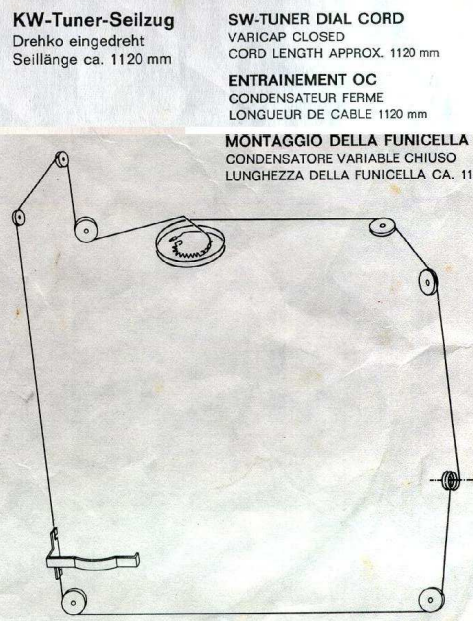 KW-Tuner-Seilzug
Drehko eingedreht
Seillänge ca. 1120 mm
SW-TUNER DIAL CORD
VARICAP CLOSED
CORD LENGTH APPROX. 1120 mm
ENTRAINEMENT OC
CONDENSATEUR FERME
LONGUEUR DE CABLE 1120 mm
MONTAGGIO DELLA FUNICELLA
CONDENSATORE VARIABLE CHIUSO
LUNGHEZZA DELLA FUNICELLA CA. 11